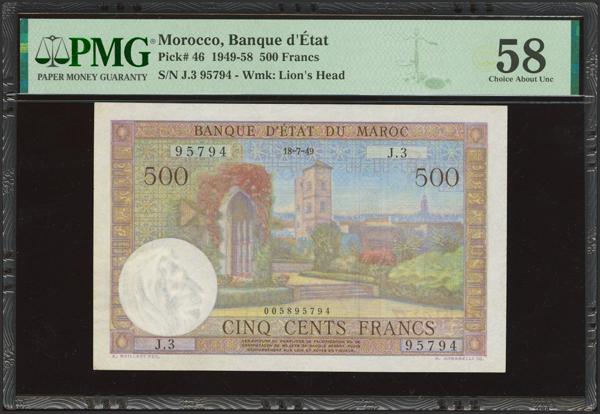 PMG® Morocco, Banque d'État
Pick# 46 1949-58 500 Francs
PAPER MONEY GUARANTY S/N J.3 95794 - Wmk: Lion's Head
58
Choice About Unc
BANQUE D'ÉTAT DU MAROC
95794 18-7-49 J.3
500 500
005895794
CINQ CENTS FRANCS
J.3 95794